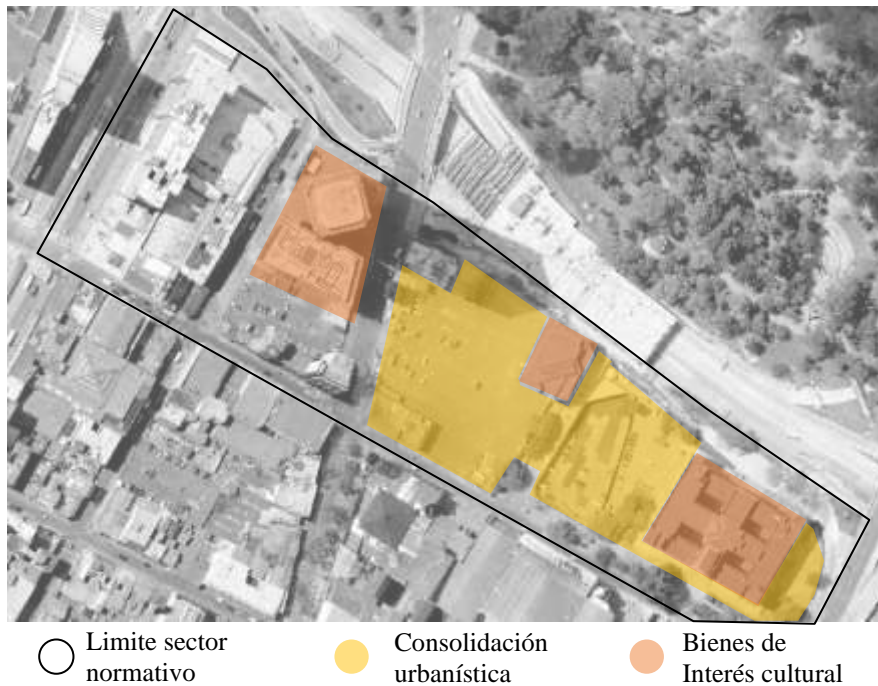 Limite sector
normativo
Consolidación
urbanística
Bienes de
Interés cultural